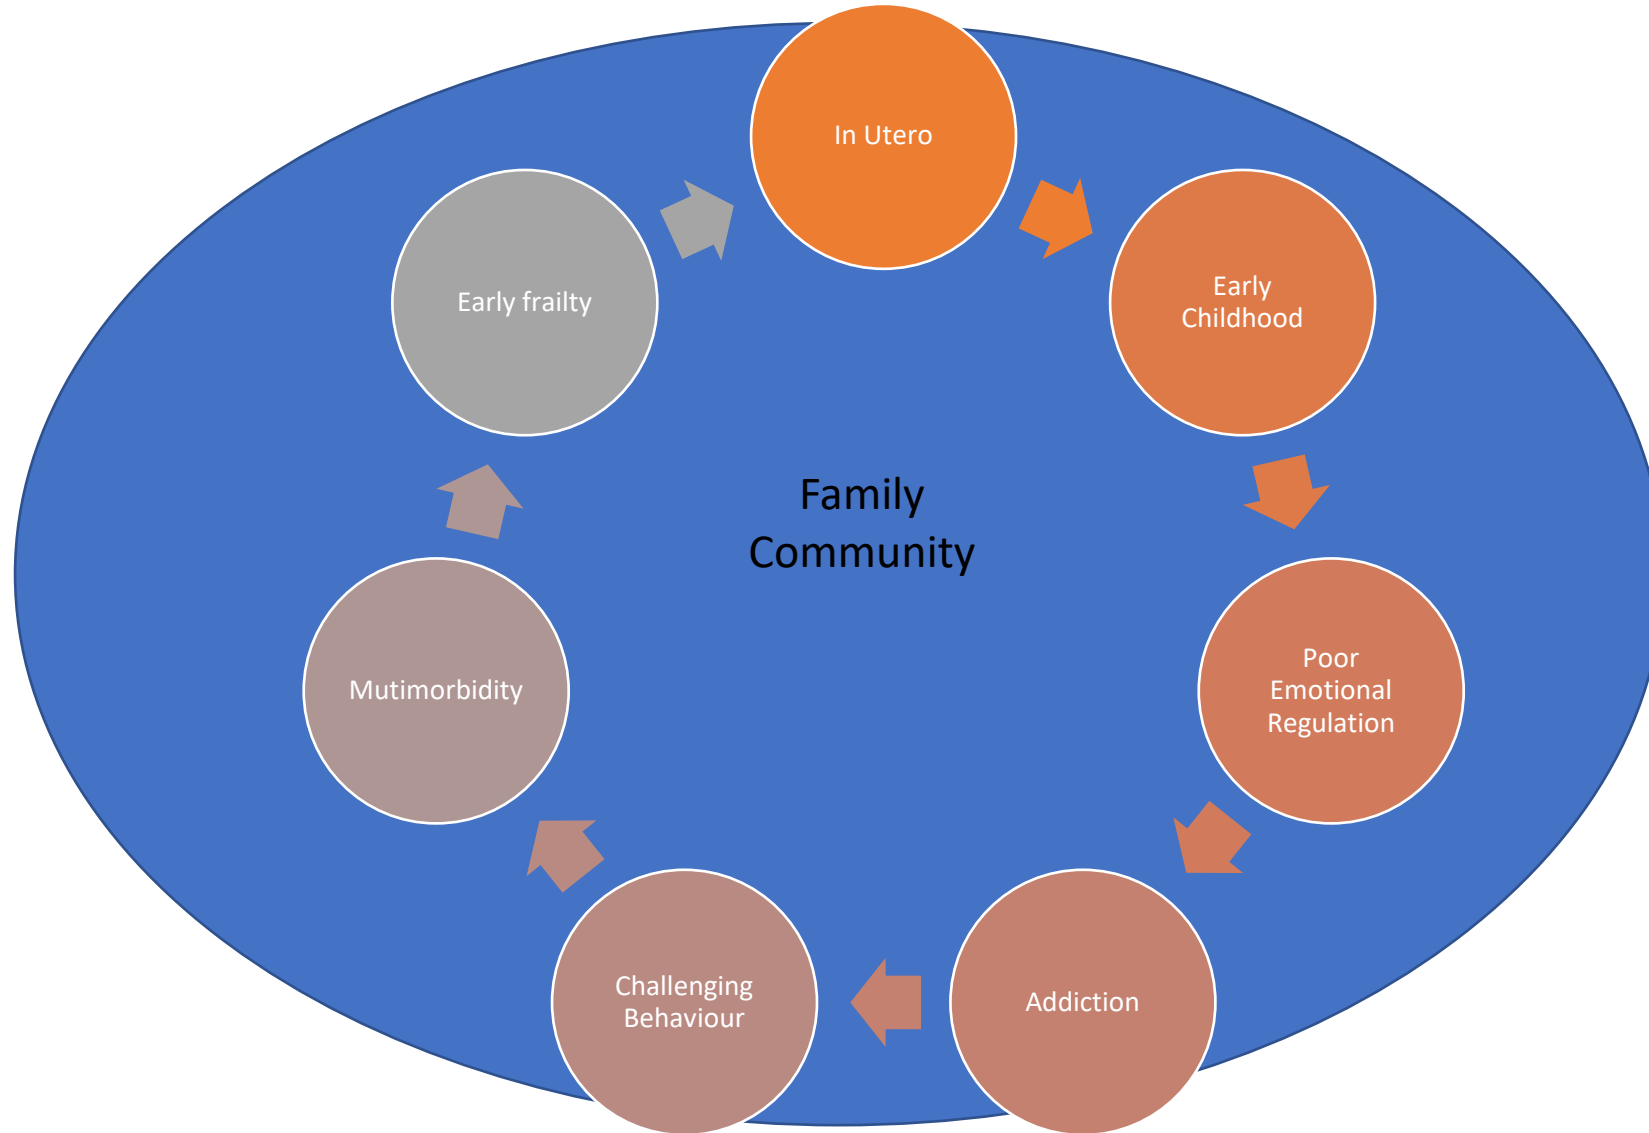 In Utero
Early
Childhood
Poor
Emotional
Regulation
Addiction
Challenging
Behaviour
Mutimorbidity
Early frailty
Family
Community